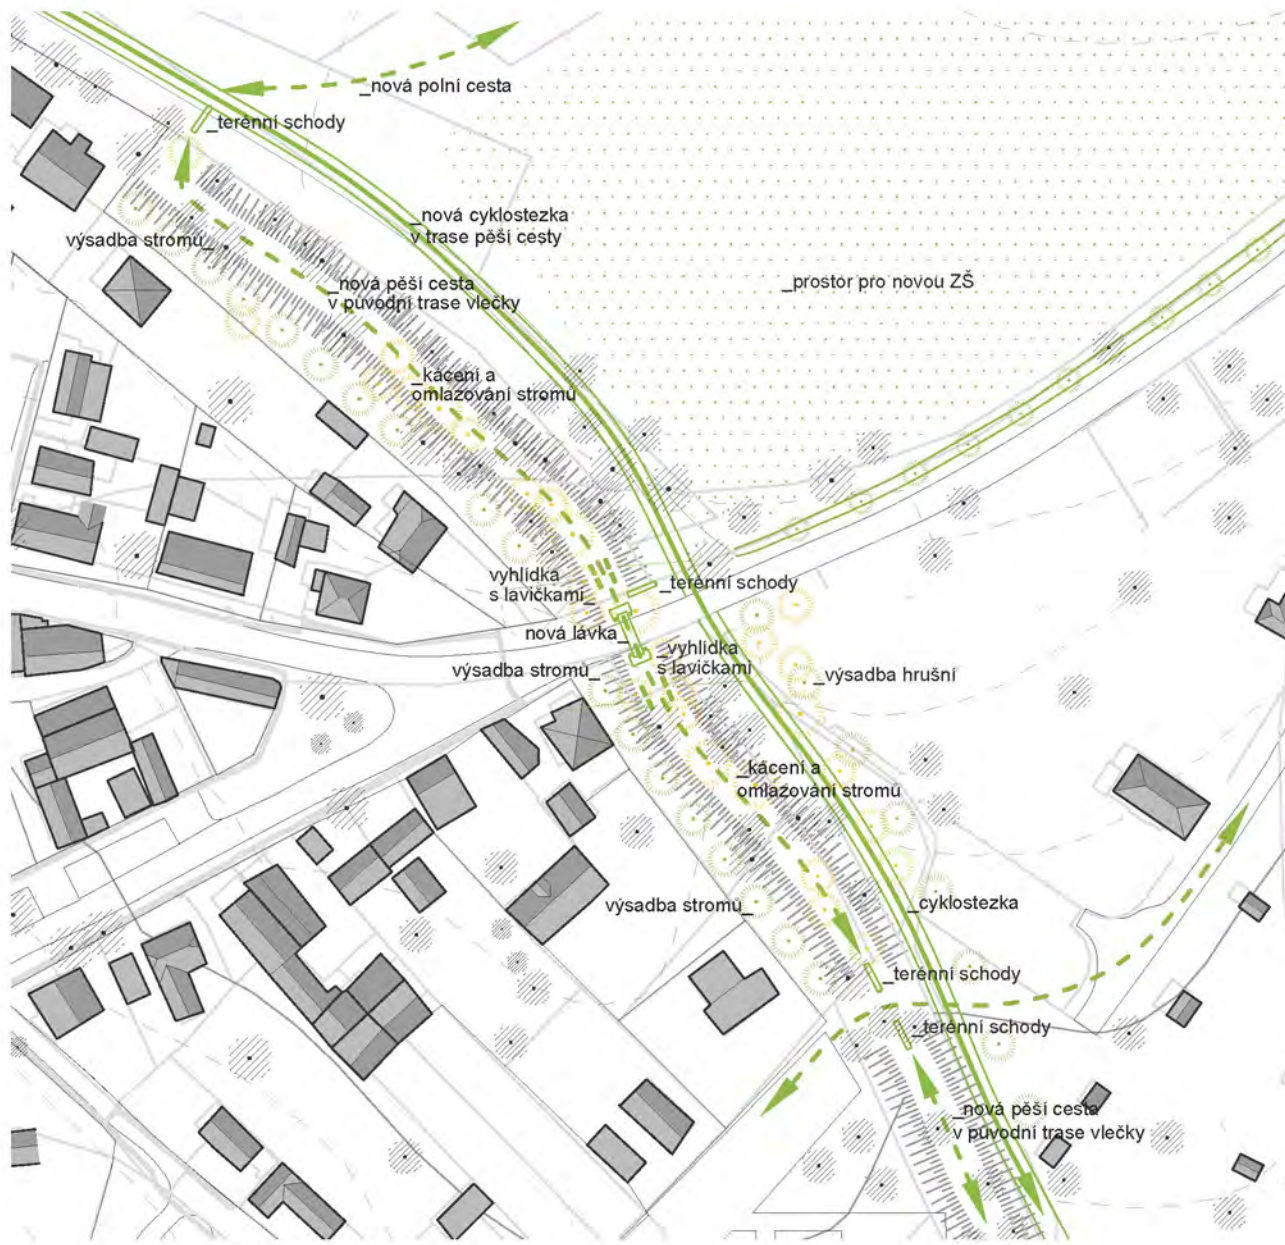 _nová polní cesta
_terénní schody
_nová cyklostezka
v trase pěší cesty
výsadba stromů_
_nová pěší cesta
v původní trase vlečky
_prostor pro novou ZŠ
_kácení a
omlazování stromů
vyhlídka
s lavičkami_
_terénní schody
nová lávka_
_vyhlídka
s lavičkami
výsadba stromů_
_výsadba hrušní
_kácení a
omlazování stromů
výsadba stromů_
_cyklostezka
_terénní schody
_terénní schody
_nová pěší cesta
v původní trase vlečky